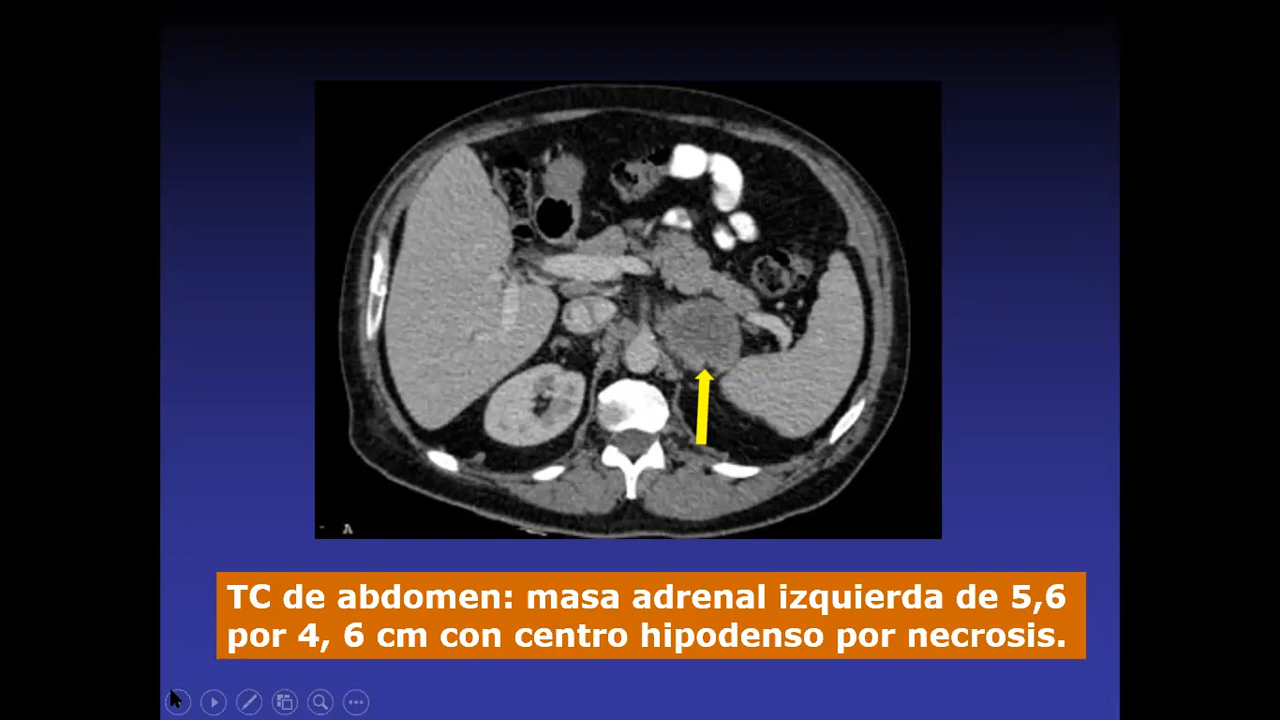 A
TC de abdomen: masa adrenal izquierda de 5,6
por 4, 6 cm con centro hipodenso por necrosis.